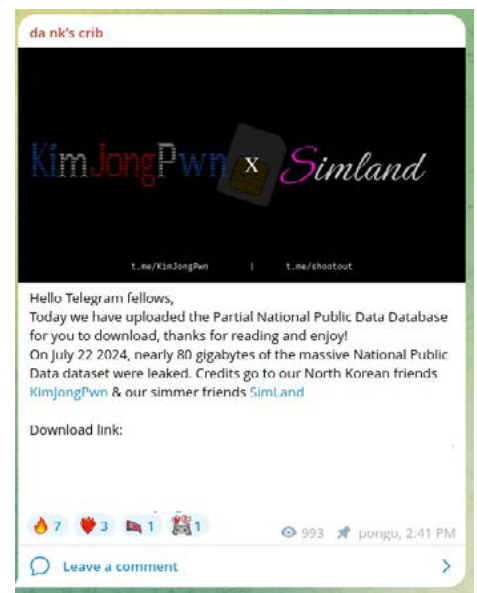 da nk's crib
KimJongPwn x Simland
t.me/KimJongPwn | t.me/shootout
Hello Telegram fellows,
Today we have uploaded the Partial National Public Data Database
for you to download, thanks for reading and enjoy!
On July 22 2024, nearly 80 gigabytes of the massive National Public
Data dataset were leaked. Credits go to our North Korean friends
KimJongPwn & our simmer friends SimLand
Download link:
7 3 1 1 993 pongo, 2:41 PM
Leave a comment